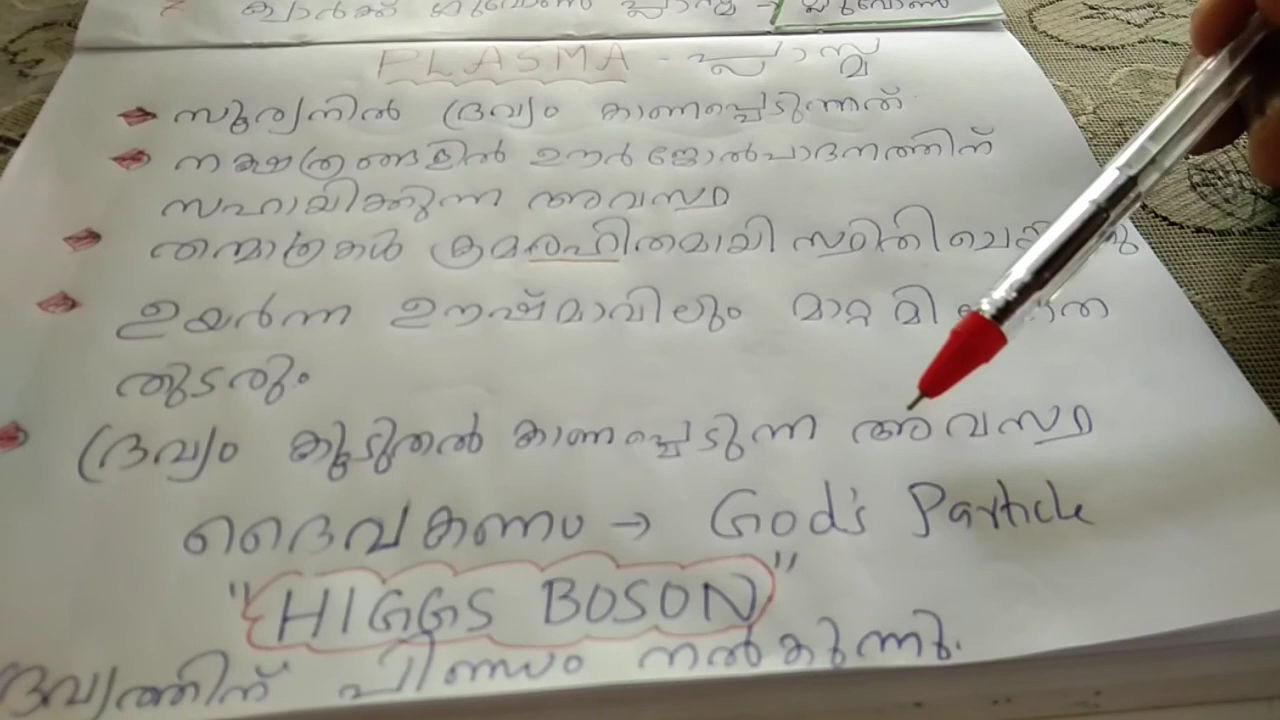 ക്വാർക്ക് ഗ്ലുവോൺ പ്ലാസ്മ → ഗ്ലുവോൺ
PLASMA - പ്ലാസ്മ
സൂര്യനിൽ ദ്രവ്യം കാണപ്പെടുന്നത്
നക്ഷത്രങ്ങളിൽ ഊർജ്ജോൽപാദനത്തിന്
സഹായിക്കുന്ന അവസ്ഥ
തന്മാത്രകൾ ക്രമരഹിതമായി സ്ഥിതി
ഉയർന്ന ഊഷ്മാവിലും
തുടരും
ദ്രവ്യം കൂടുതൽ കാണപ്പെടുന്ന അവസ്ഥ
ദൈവകണം → God's Particle
"HIGGS BOSON"
ദ്രവ്യത്തിന് പിണ്ഡം നൽകുന്നു.